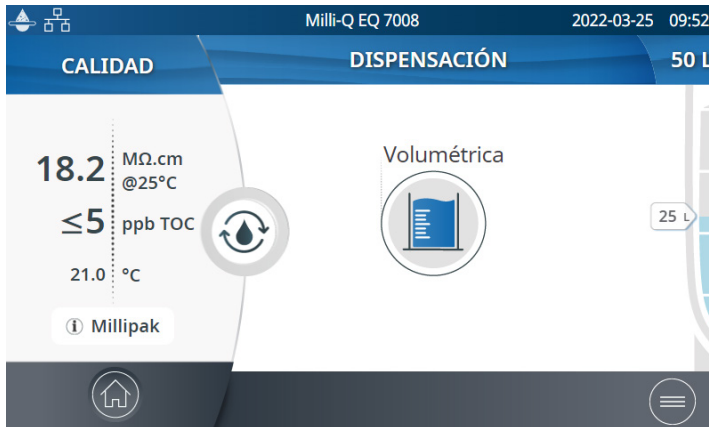 Milli-Q EQ 7008
2022-03-25 09:52
CALIDAD
DISPENSACIÓN
50 L
18.2 MΩ.cm
@25°C
≤5 ppb TOC
21.0 °C
i Millipak
Volumétrica
25 L